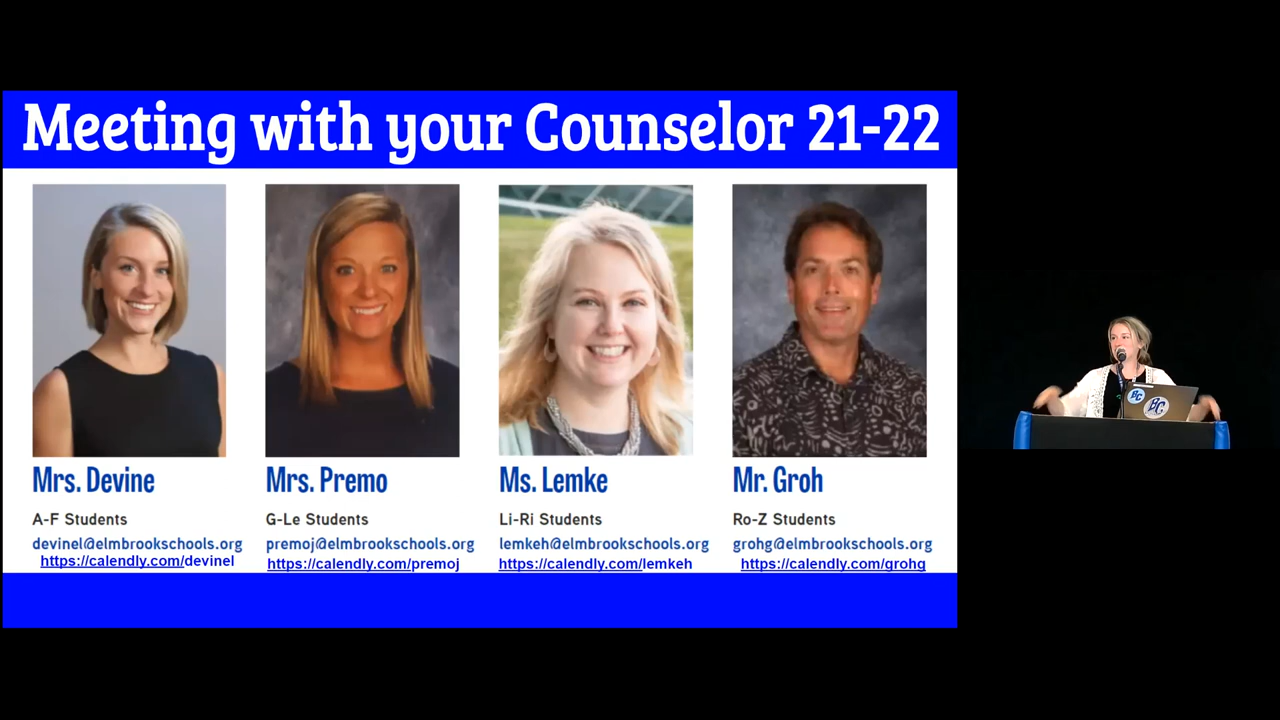 Meeting with your Counselor 21-22
Mrs. Devine
A-F Students
devinel@elmbrookschools.org
https://calendly.com/devinel
Mrs. Premo
G-Le Students
premoj@elmbrookschools.org
https://calendly.com/premoj
Ms. Lemke
Li-Ri Students
lemkeh@elmbrookschools.org
https://calendly.com/lemkeh
Mr. Groh
Ro-Z Students
grohg@elmbrookschools.org
https://calendly.com/grohg
BC
BC